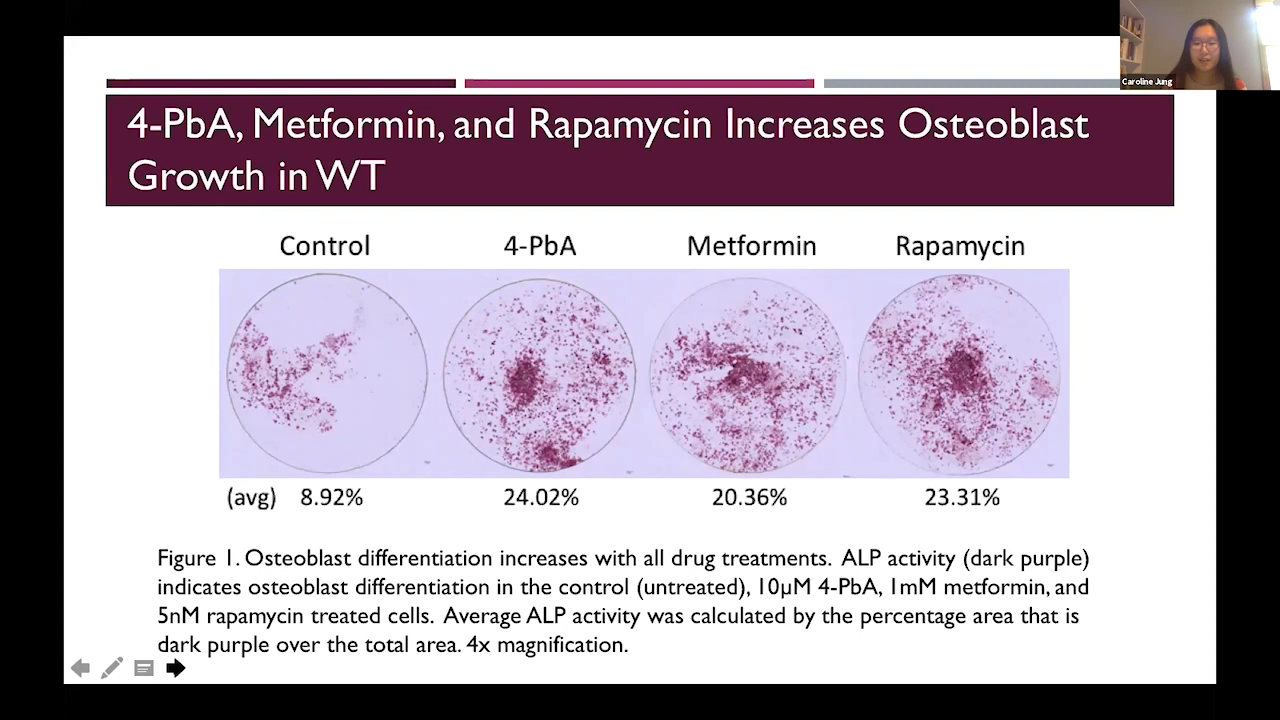 Caroline Jung
4-PbA, Metformin, and Rapamycin Increases Osteoblast
Growth in WT
Control 4-PbA Metformin Rapamycin
(avg) 8.92% 24.02% 20.36% 23.31%
Figure 1. Osteoblast differentiation increases with all drug treatments. ALP activity (dark purple)
indicates osteoblast differentiation in the control (untreated), 10µM 4-PbA, 1mM metformin, and
5nM rapamycin treated cells. Average ALP activity was calculated by the percentage area that is
dark purple over the total area. 4x magnification.